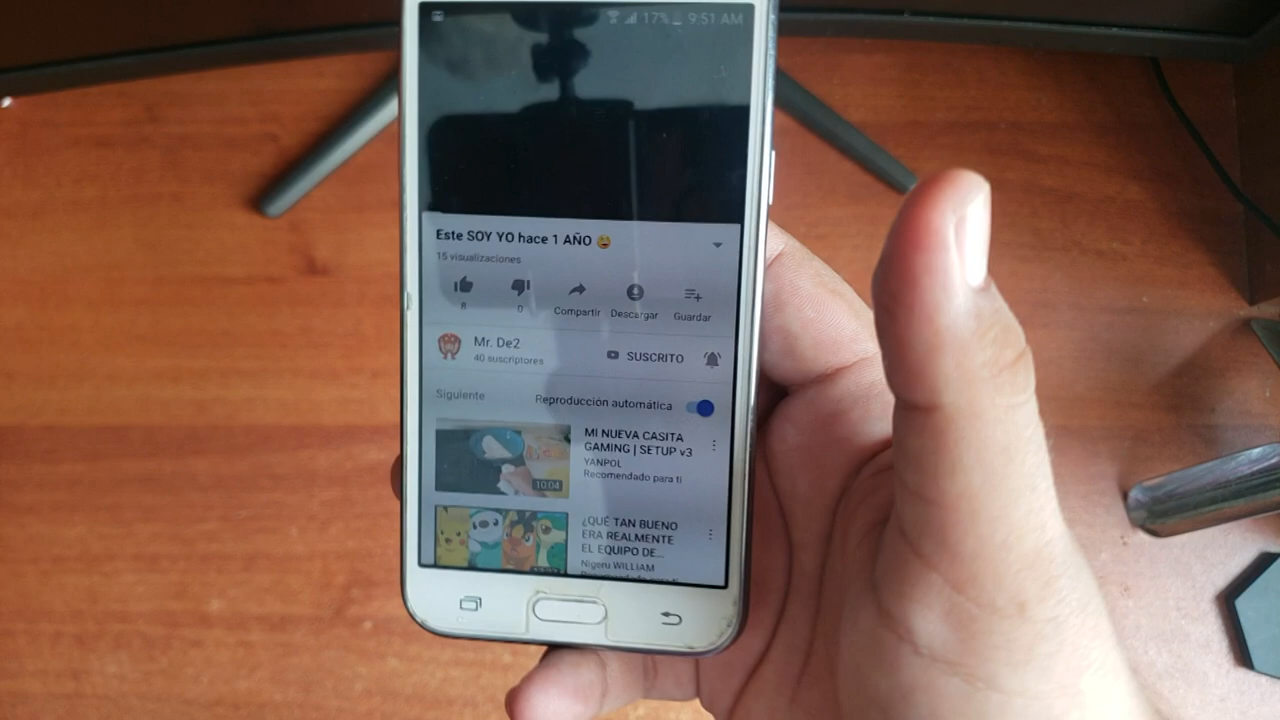 17% 9:51 AM
Este SOY YO hace 1 AÑO 😄
15 visualizaciones
8 0 Compartir Descargar Guardar
Mr. De2
40 suscriptores
SUSCRITO
Siguiente Reproducción automática
MI NUEVA CASITA
GAMING | SETUP v3
YANPOL
Recomendado para ti
10:04
¿QUÉ TAN BUENO
ERA REALMENTE
EL EQUIPO DE...
Nigeru WILLIAM